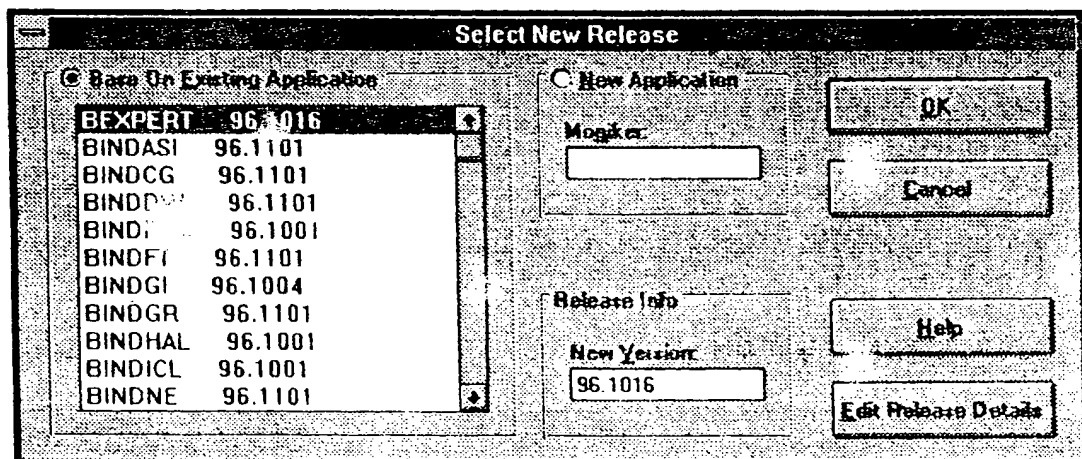 Select New Release
Base On Existing Application
BEXPERT 96.1016
BINDASI 96.1101
BINDCG 96.1101
96.1101
96.1001
96.1101
BINDGI 96.1004
BINDGR 96.1101
BINDHAL 96.1001
BINDICL 96.1001
BINDNE 96.1101
New Application
Moniker:
Release Info
New Version:
96.1016
OK
Cancel
Help
Edit Release Details